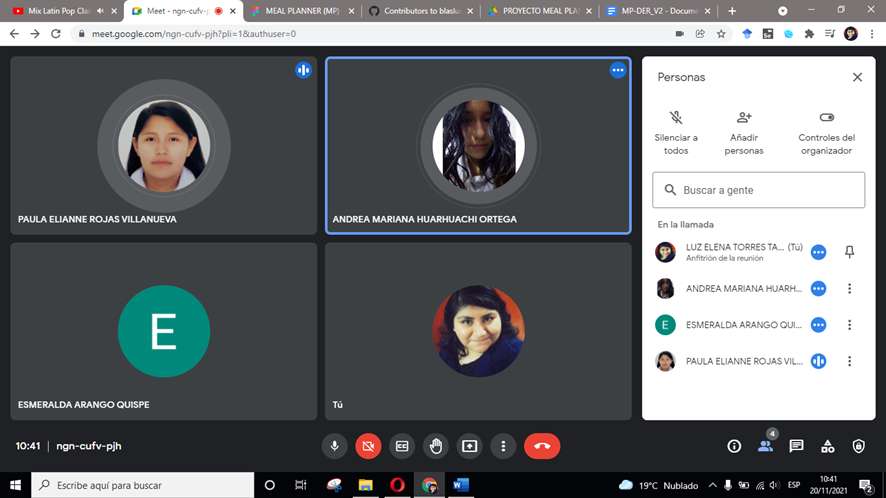 Mix Latin Pop Clas
Meet - ngn-cufv-pj
MEAL PLANNER (MP)
Contributors to blaslu
PROYECTO MEAL PLA
MP-DER_V2 - Docume
meet.google.com/ngn-cufv-pjh?pli=1&authuser=0
PAULA ELIANNE ROJAS VILLANUEVA
ANDREA MARIANA HUARHUACHI ORTEGA
E
ESMERALDA ARANGO QUISPE
Tú
Personas
Silenciar a
todos
Añadir
personas
Controles del
organizador
Buscar a gente
En la llamada
LUZ ELENA TORRES TA... (Tú)
Anfitrión de la reunión
ANDREA MARIANA HUARH...
E
ESMERALDA ARANGO QUI...
PAULA ELIANNE ROJAS VIL...
10:41 | ngn-cufv-pjh
4
Escribe aquí para buscar
19°C Nublado
ESP
10:41
20/11/2021
2